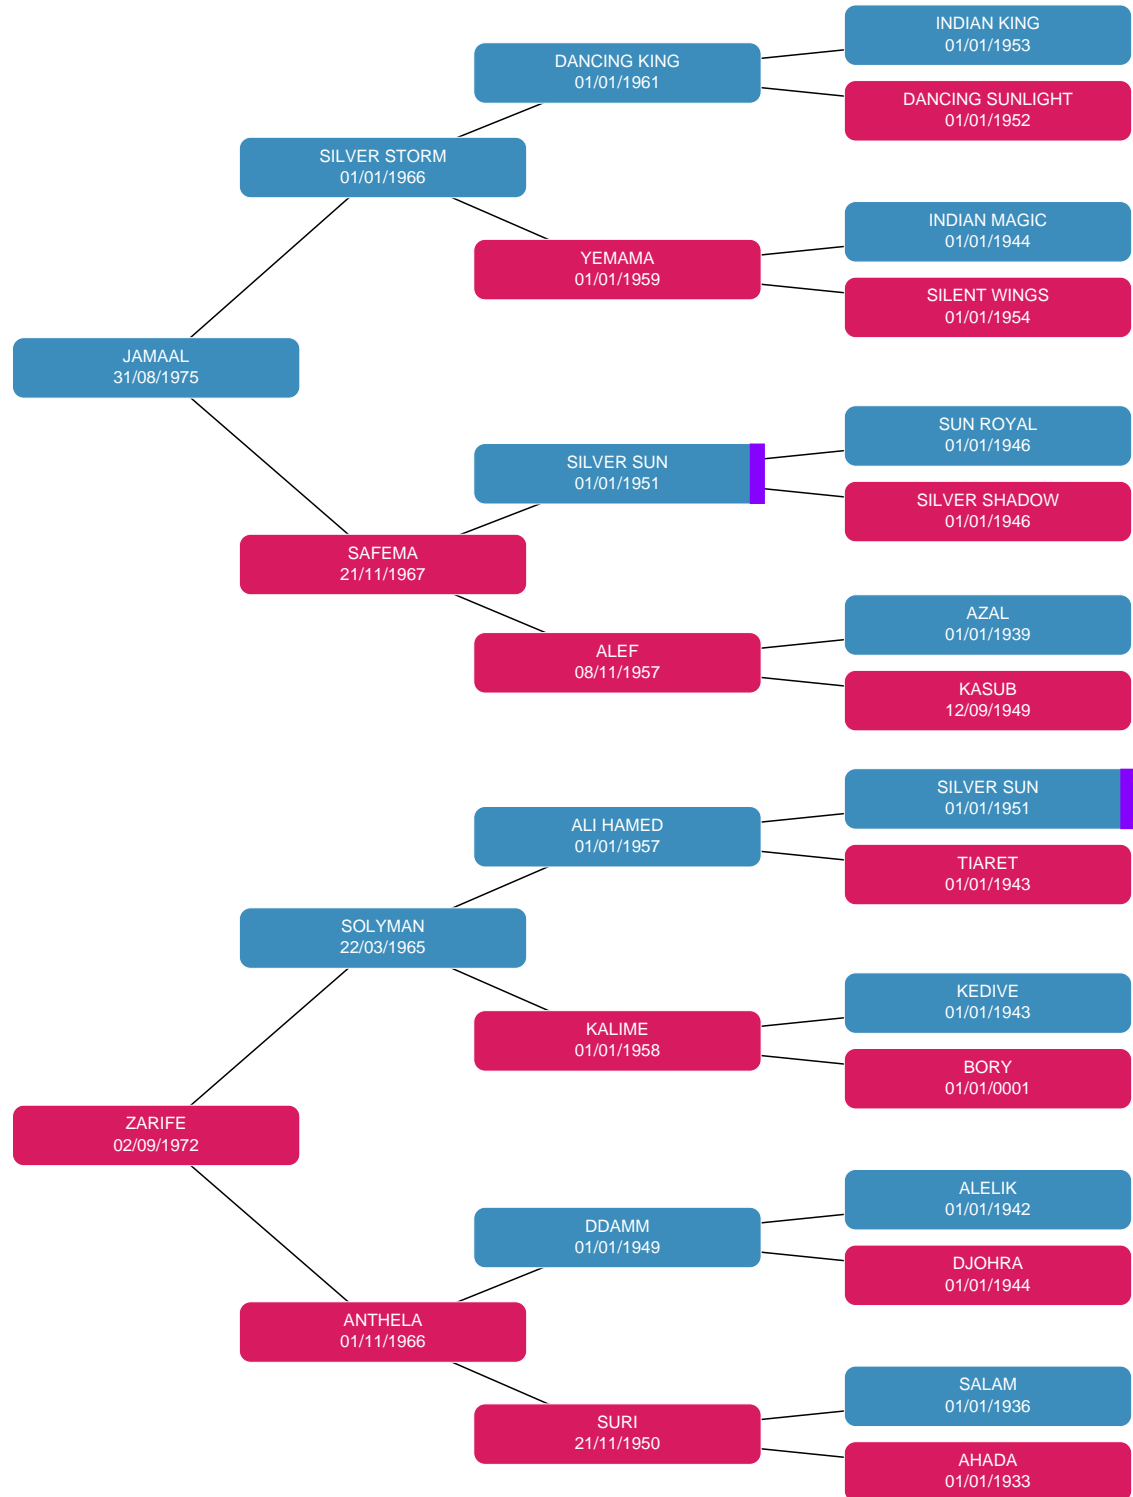 INDIAN KING
01/01/1953
DANCING KING
01/01/1961
DANCING SUNLIGHT
01/01/1952
SILVER STORM
01/01/1966
INDIAN MAGIC
01/01/1944
YEMAMA
01/01/1959
SILENT WINGS
01/01/1954
JAMAAL
31/08/1975
SUN ROYAL
01/01/1946
SILVER SUN
01/01/1951
SILVER SHADOW
01/01/1946
SAFEMA
21/11/1967
AZAL
01/01/1939
ALEF
08/11/1957
KASUB
12/09/1949
SILVER SUN
01/01/1951
ALI HAMED
01/01/1957
TIARET
01/01/1943
SOLYMAN
22/03/1965
KEDIVE
01/01/1943
KALIME
01/01/1958
BORY
01/01/0001
ZARIFE
02/09/1972
ALELIK
01/01/1942
DDAMM
01/01/1949
DJOHRA
01/01/1944
ANTHELA
01/11/1966
SALAM
01/01/1936
SURI
21/11/1950
AHADA
01/01/1933